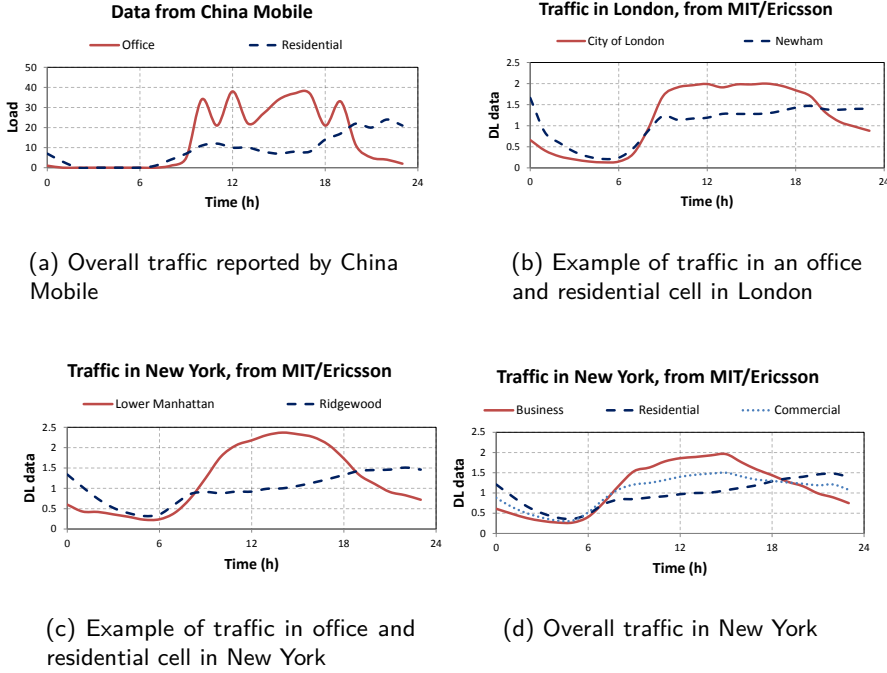 Data from China Mobile
Office Residential
50
40
30
20
10
0
Load
0 6 12 18 24
Time (h)
(a) Overall traffic reported by China
Mobile
Traffic in London, from MIT/Ericsson
City of London Newham
2.5
2
1.5
1
0.5
0
DL data
0 6 12 18 24
Time (h)
(b) Example of traffic in an office
and residential cell in London
Traffic in New York, from MIT/Ericsson
Lower Manhattan Ridgewood
2.5
2
1.5
1
0.5
0
DL data
0 6 12 18 24
Time (h)
(c) Example of traffic in office and
residential cell in New York
Traffic in New York, from MIT/Ericsson
Business Residential Commercial
2.5
2
1.5
1
0.5
0
DL data
0 6 12 18 24
Time (h)
(d) Overall traffic in New York